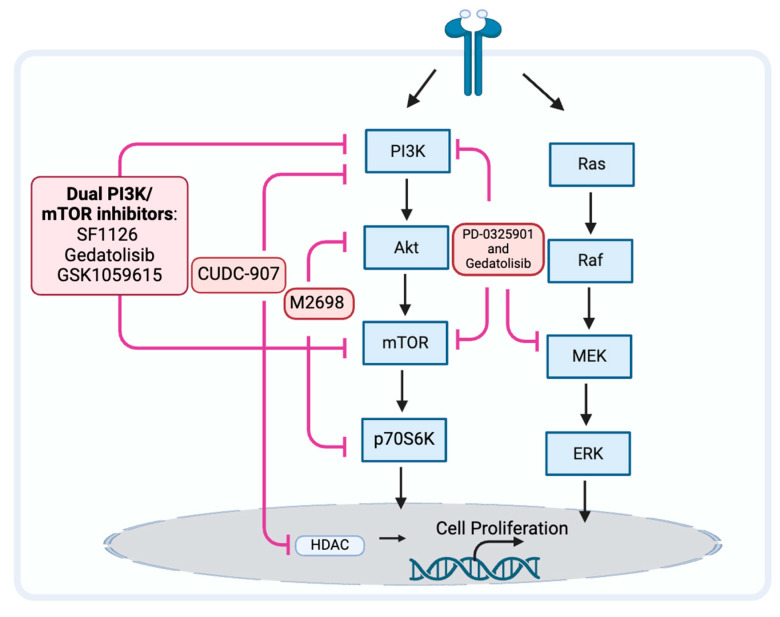 PI3K
Ras
Dual PI3K/
mTOR inhibitors:
SF1126
Gedatolisib
GSK1059615
CUDC-907
M2698
Akt
PD-0325901
and
Gedatolisib
Raf
mTOR
MEK
p70S6K
ERK
HDAC
Cell Proliferation